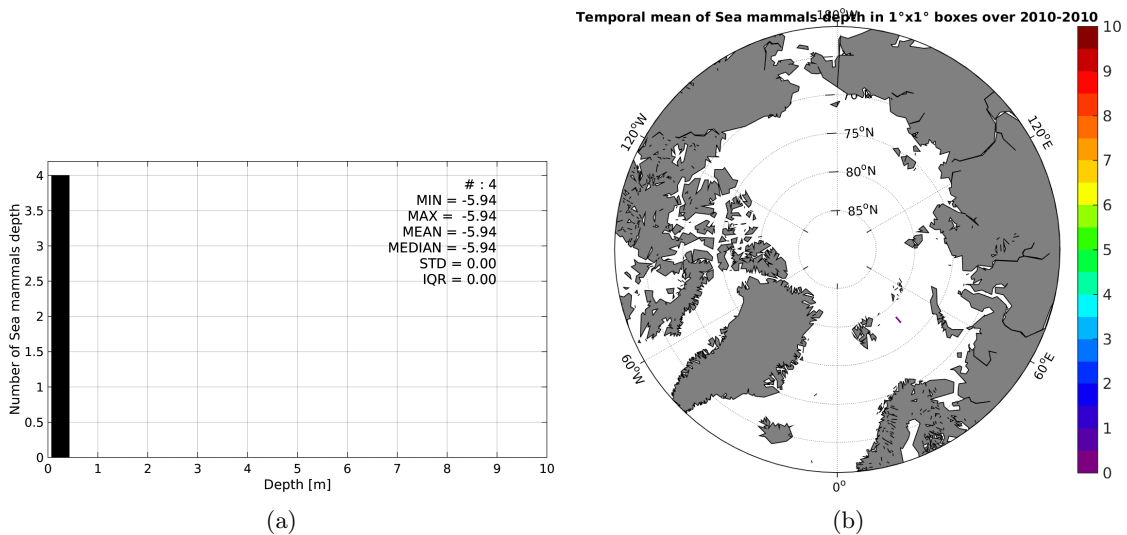 Temporal mean of Sea mammals depth in 1°x1° boxes over 2010-2010
180°W
120°W
120°E
60°W
60°E
0°
70°N
75°N
80°N
85°N
10
9
8
7
6
5
4
3
2
1
0
Number of Sea mammals depth
4
3.5
3
2.5
2
1.5
1
0.5
0
# : 4
MIN = -5.94
MAX = -5.94
MEAN = -5.94
MEDIAN = -5.94
STD = 0.00
IQR = 0.00
0 1 2 3 4 5 6 7 8 9 10
Depth [m]
(a)
(b)